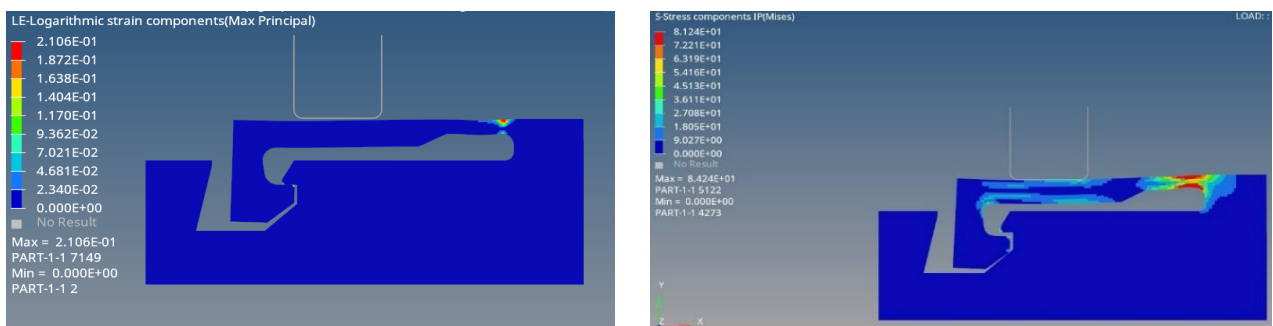 LE-Logarithmic strain components(Max Principal)
2.106E-01
1.872E-01
1.638E-01
1.404E-01
1.170E-01
9.362E-02
7.021E-02
4.681E-02
2.340E-02
0.000E+00
No Result
Max = 2.106E-01
PART-1-1 7149
Min = 0.000E+00
PART-1-1 2
S-Stress components IP(Mises)
LOAD: :
8.124E+01
7.221E+01
6.319E+01
5.416E+01
4.513E+01
3.611E+01
2.708E+01
1.805E+01
9.027E+00
0.000E+00
No Result
Max = 8.424E+01
PART-1-1 5122
Min = 0.000E+00
PART-1-1 4273
Y
Z X